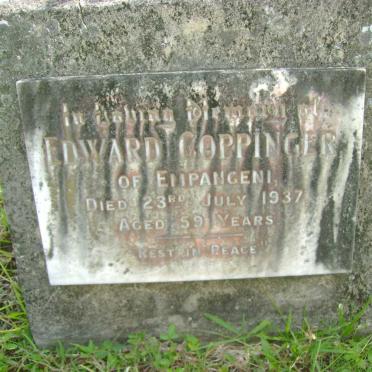 In Loving Memory of
EDWARD COPPINGER
OF EMPANGENI,
DIED 23RD JULY 1937
AGED 59 YEARS
REST IN PEACE